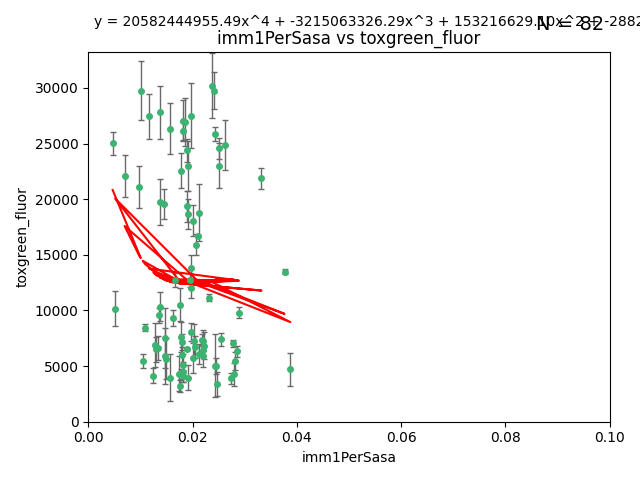 y = 20582444955.49x^4 + -3215063326.29x^3 + 153216629.10x^2 + -2882
N = 82
imm1PerSasa vs toxgreen_fluor
30000
25000
20000
15000
10000
5000
0
toxgreen_fluor
0.00 0.02 0.04 0.06 0.08 0.10
imm1PerSasa